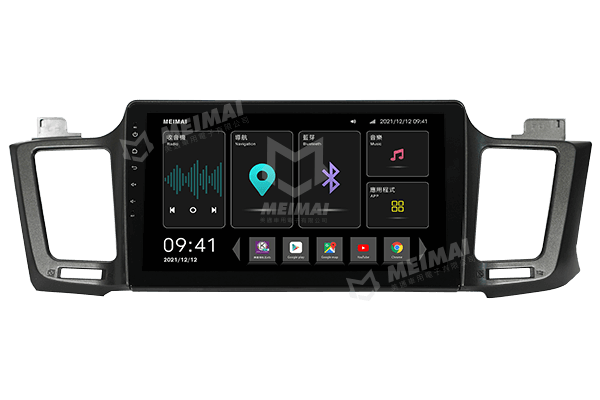 MEIMAI
2021/12/12 09:41
收音機
Radio
導航
Navigation
藍芽
Bluetooth
音樂
Music
應用程式
APP
09:41
2021/12/12
Google play
Google map
YouTube
Chrome
MEIMAI
MEIMAI
MEIMAI